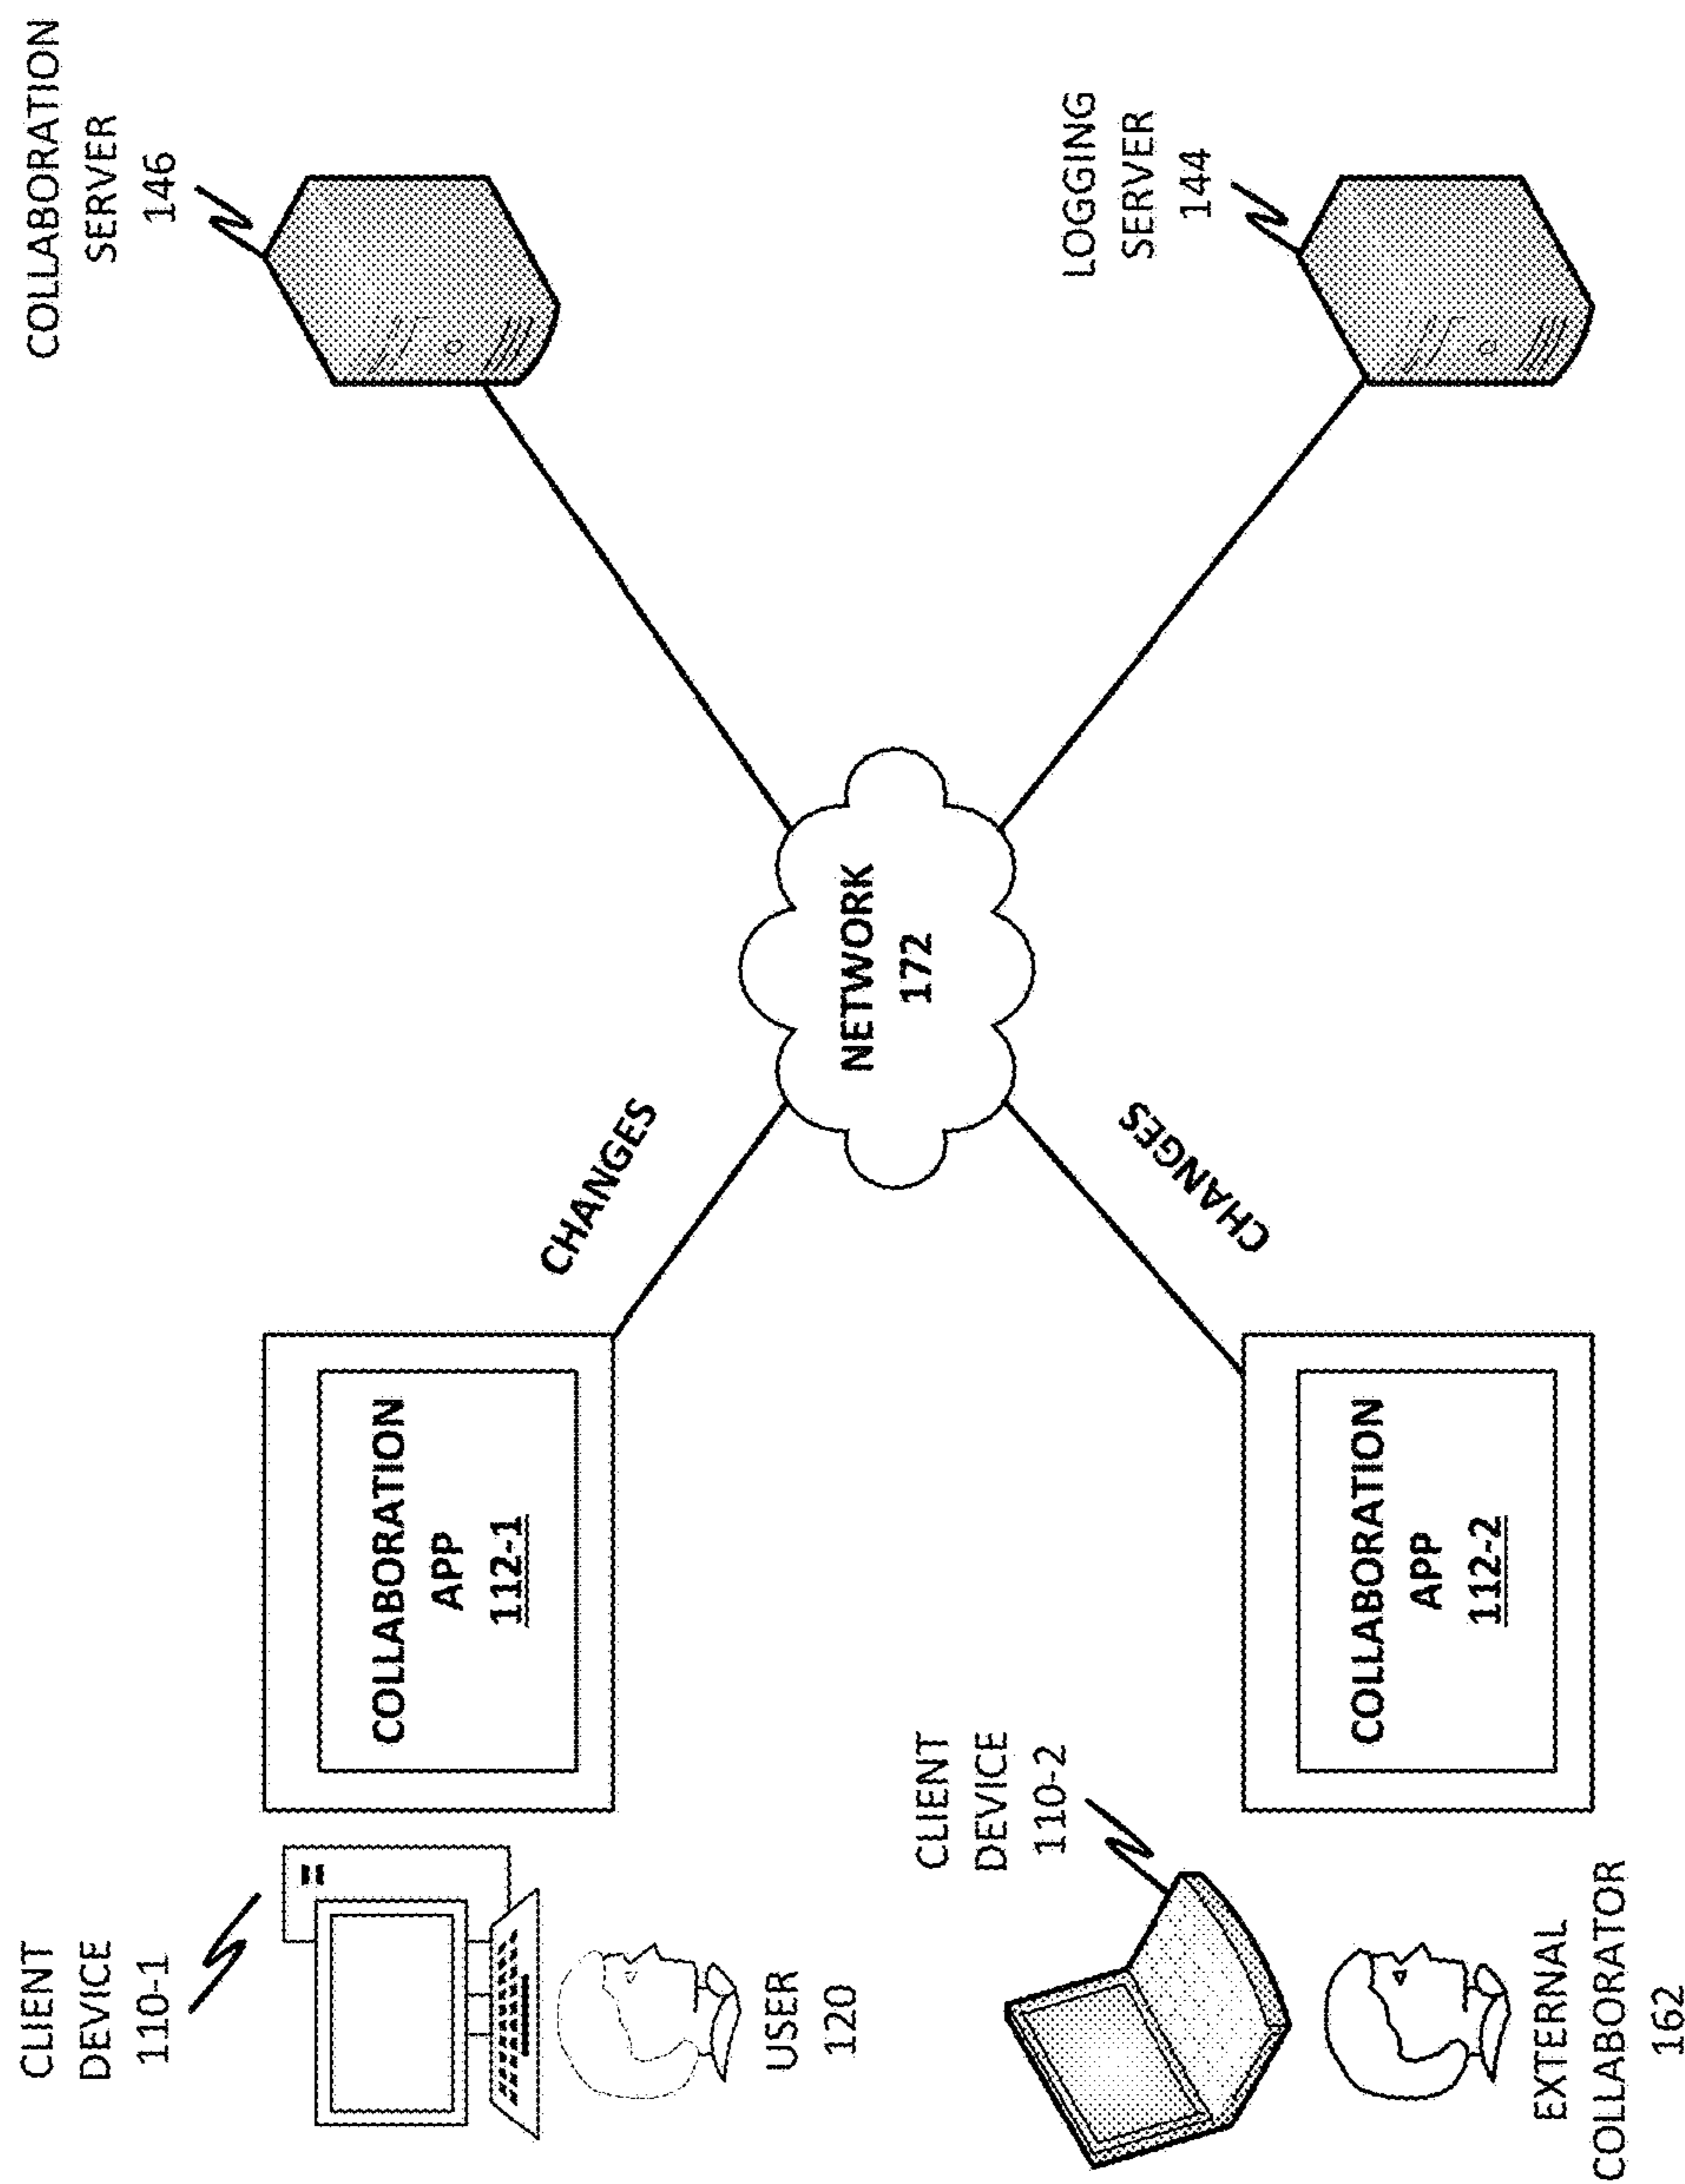 CLIENT
DEVICE
110-1
COLLABORATION
APP
112-1
CHANGES
COLLABORATION
SERVER
146
USER
120
NETWORK
172
CLIENT
DEVICE
110-2
COLLABORATION
APP
112-2
CHANGES
LOGGING
SERVER
144
EXTERNAL
COLLABORATOR
162